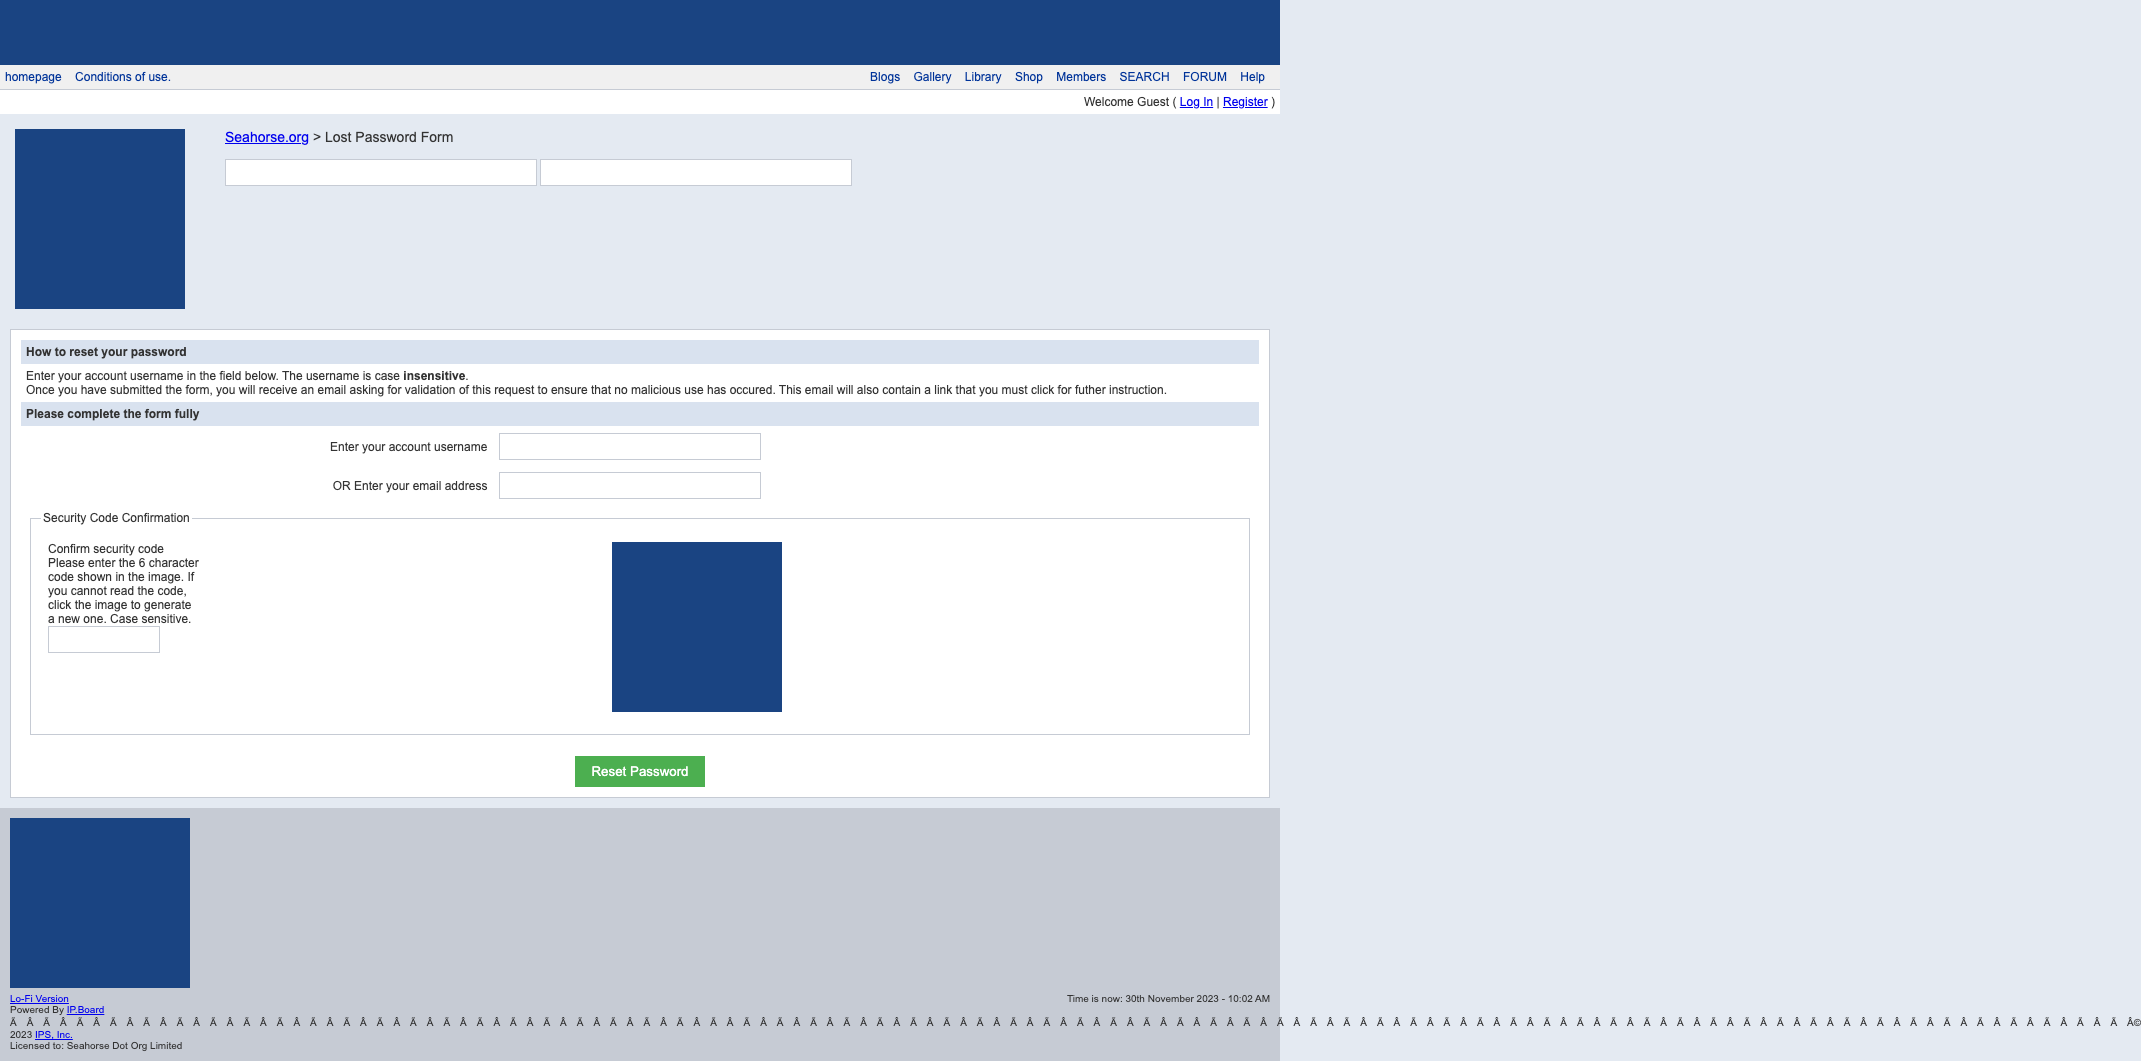 homepage Conditions of use. Blogs Gallery Library Shop Members SEARCH FORUM Help
Welcome Guest ( Log In | Register )
Seahorse.org > Lost Password Form
How to reset your password
Enter your account username in the field below. The username is case insensitive.
Once you have submitted the form, you will receive an email asking for validation of this request to ensure that no malicious use has occured. This email will also contain a link that you must click for futher instruction.
Please complete the form fully
Enter your account username
OR Enter your email address
Security Code Confirmation
Confirm security code
Please enter the 6 character
code shown in the image. If
you cannot read the code,
click the image to generate
a new one. Case sensitive.
Reset Password
Lo-Fi Version Time is now: 30th November 2023 - 10:02 AM
Powered By IP.Board
2023 IPS, Inc.
Licensed to: Seahorse Dot Org Limited